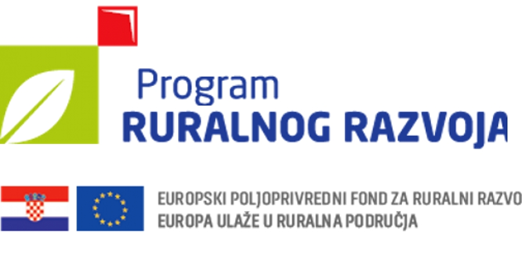 Program
RURALNOG RAZVOJA
EUROPSKI POLJOPRIVREDNI FOND ZA RURALNI RAZVO
EUROPA ULAŽE U RURALNA PODRUČJA